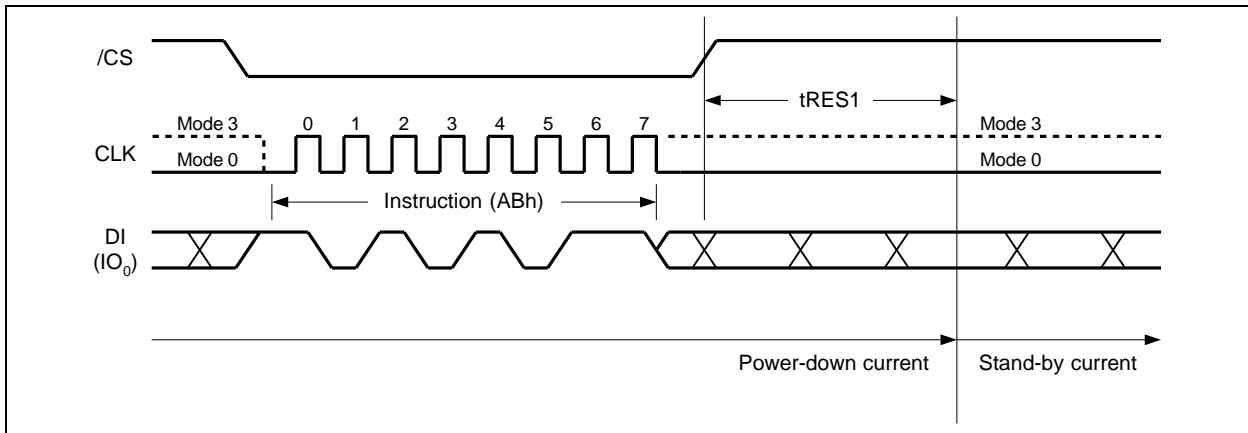 /CS
tRES1
Mode 3
0 1 2 3 4 5 6 7
Mode 3
CLK
Mode 0
Mode 0
Instruction (ABh)
DI
(IO0)
Power-down current
Stand-by current